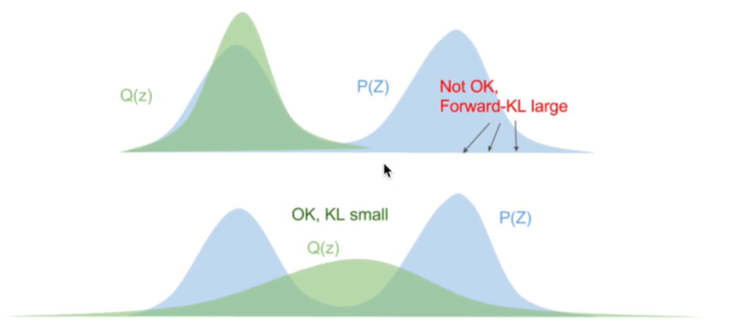 Q(z)
P(Z)
Not OK,
Forward-KL large
OK, KL small
Q(z)
P(Z)